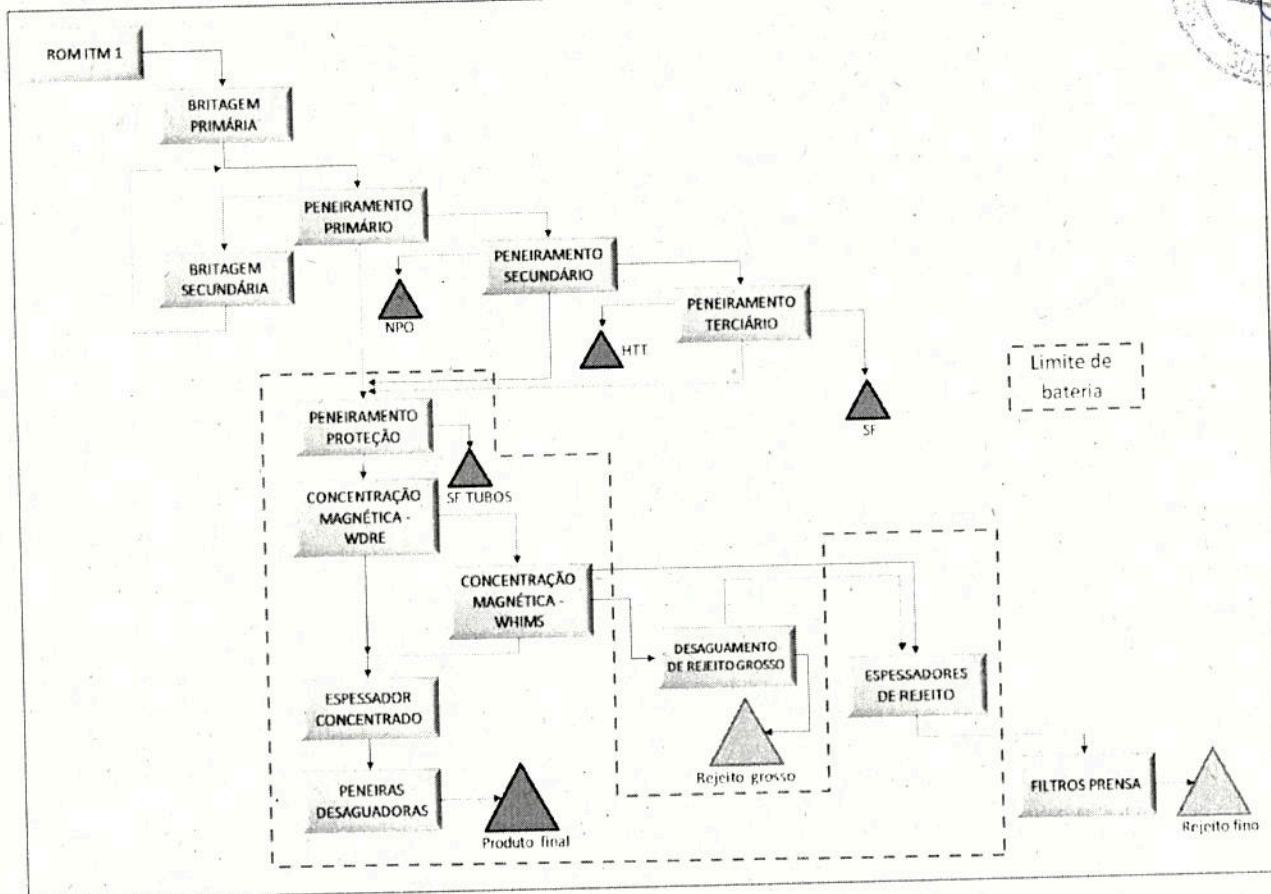 ROM ITM 1
BRITAGEM
PRIMÁRIA
PENEIRAMENTO
PRIMÁRIO
BRITAGEM
SECUNDÁRIA
PENEIRAMENTO
SECUNDÁRIO
NPO
PENEIRAMENTO
TERCIÁRIO
HTT
SF
Limite de
bateria
PENEIRAMENTO
PROTEÇÃO
SF TUBOS
CONCENTRAÇÃO
MAGNÉTICA -
WDRE
CONCENTRAÇÃO
MAGNÉTICA -
WHIMS
DESAGUAMENTO
DE REJEITO GROSSO
ESPESSADORES
DE REJEITO
ESPESSADOR
CONCENTRADO
Rejeito grosso
PENEIRAS
DESAGUADORAS
Produto final
FILTROS PRENSA
Rejeito fino